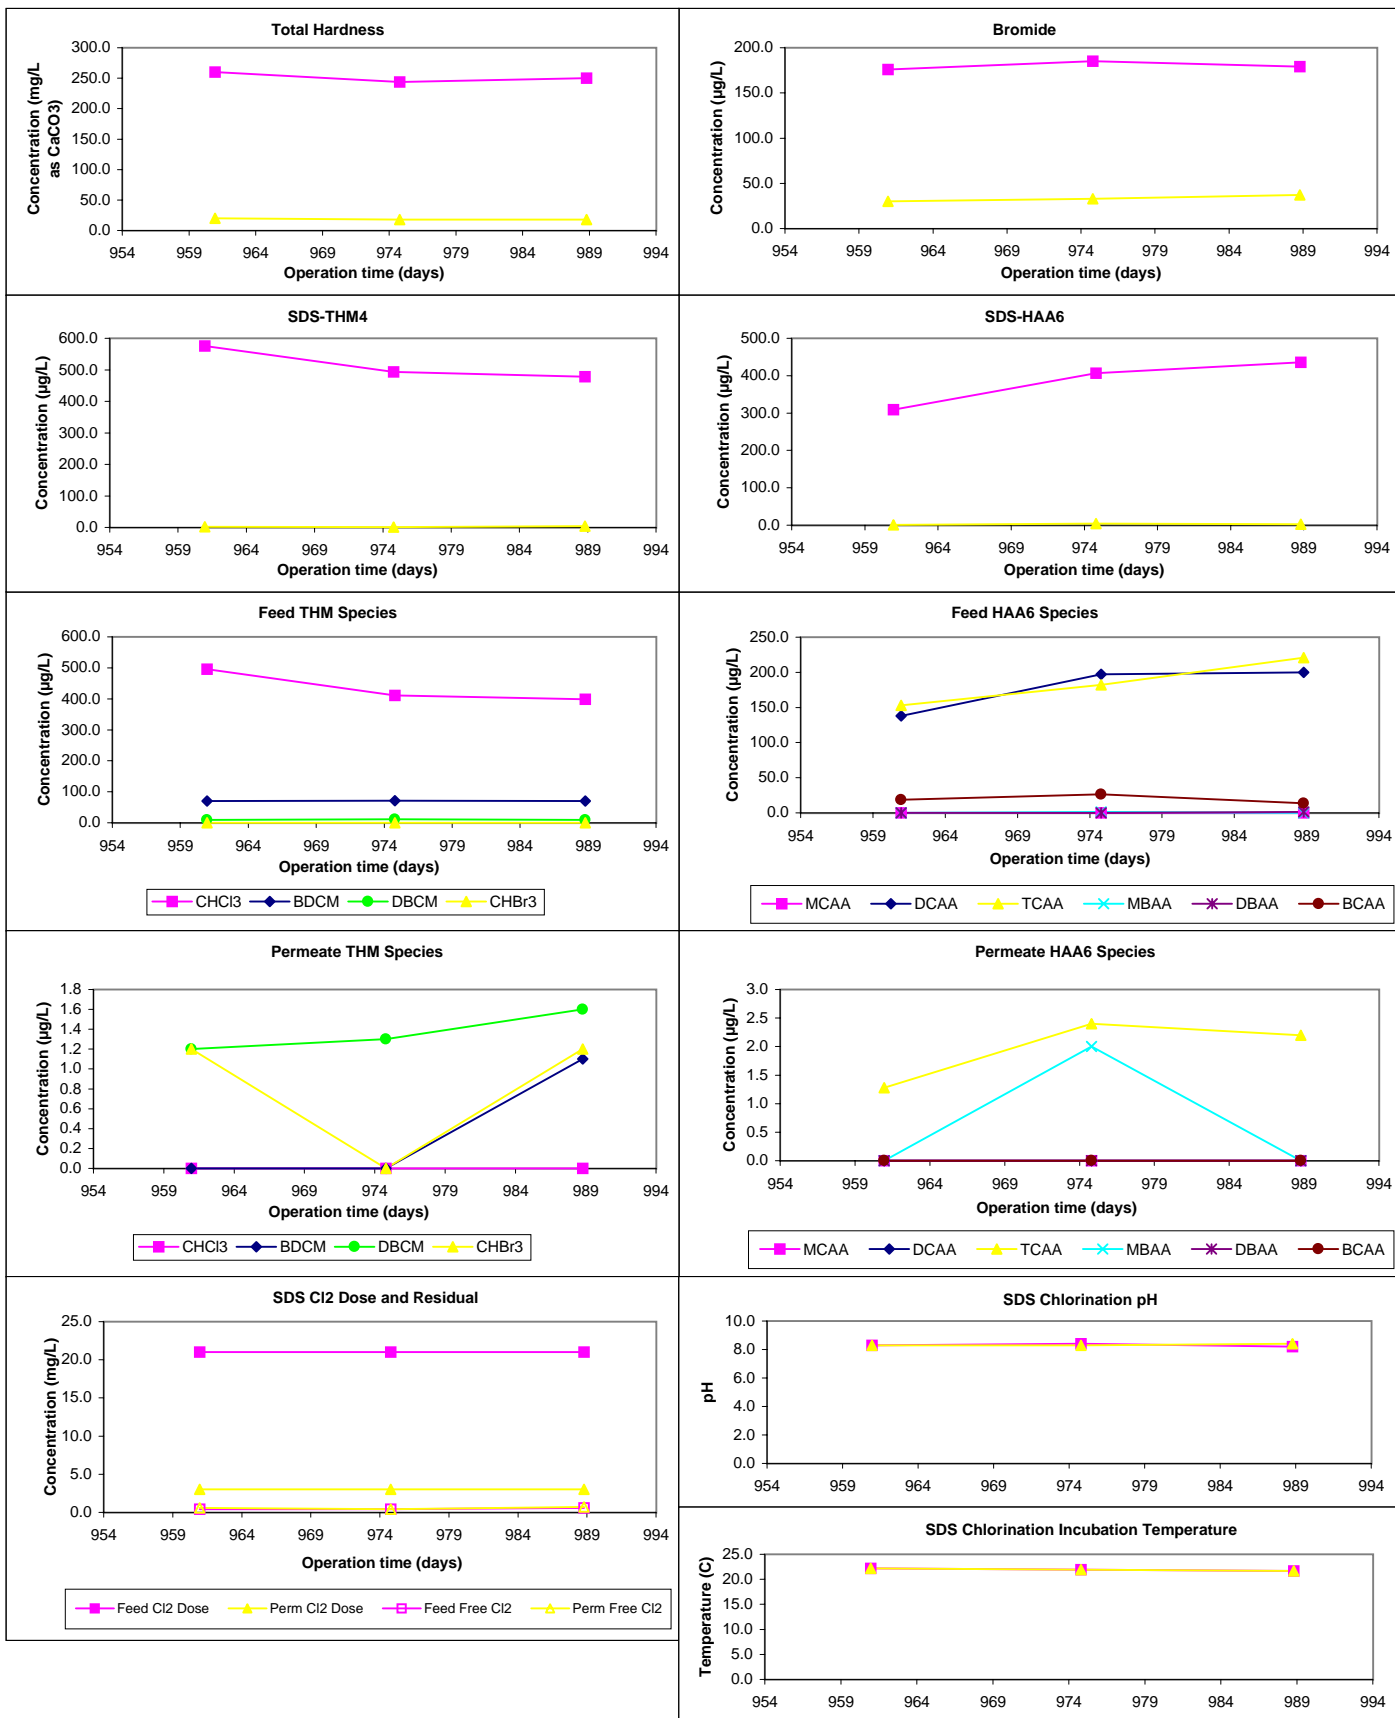 Total Hardness
Concentration (mg/L
as CaCO3)
300.0
250.0
200.0
150.0
100.0
50.0
0.0
954 959 964 969 974 979 984 989 994
Operation time (days)
Bromide
Concentration (µg/L)
200.0
150.0
100.0
50.0
0.0
954 959 964 969 974 979 984 989 994
Operation time (days)
SDS-THM4
Concentration (µg/L)
600.0
500.0
400.0
300.0
200.0
100.0
0.0
954 959 964 969 974 979 984 989 994
Operation time (days)
SDS-HAA6
Concentration (µg/L)
500.0
400.0
300.0
200.0
100.0
0.0
954 959 964 969 974 979 984 989 994
Operation time (days)
Feed THM Species
Concentration (µg/L)
600.0
500.0
400.0
300.0
200.0
100.0
0.0
954 959 964 969 974 979 984 989 994
Operation time (days)
CHCl3 BDCM DBCM CHBr3
Feed HAA6 Species
Concentration (µg/L)
250.0
200.0
150.0
100.0
50.0
0.0
954 959 964 969 974 979 984 989 994
Operation time (days)
MCAA DCAA TCAA MBAA DBAA BCAA
Permeate THM Species
Concentration (µg/L)
1.8
1.6
1.4
1.2
1.0
0.8
0.6
0.4
0.2
0.0
954 959 964 969 974 979 984 989 994
Operation time (days)
CHCl3 BDCM DBCM CHBr3
Permeate HAA6 Species
Concentration (µg/L)
3.0
2.5
2.0
1.5
1.0
0.5
0.0
954 959 964 969 974 979 984 989 994
Operation time (days)
MCAA DCAA TCAA MBAA DBAA BCAA
SDS Cl2 Dose and Residual
Concentration (mg/L)
25.0
20.0
15.0
10.0
5.0
0.0
954 959 964 969 974 979 984 989 994
Operation time (days)
Feed Cl2 Dose Perm Cl2 Dose Feed Free Cl2 Perm Free Cl2
SDS Chlorination pH
pH
10.0
8.0
6.0
4.0
2.0
0.0
954 959 964 969 974 979 984 989 994
SDS Chlorination Incubation Temperature
Temperature (C)
25.0
20.0
15.0
10.0
5.0
0.0
954 959 964 969 974 979 984 989 994